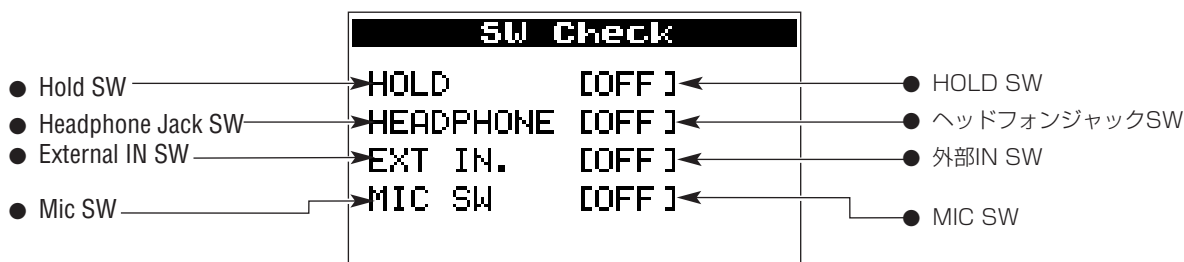 SW Check
● Hold SW HOLD [OFF ] ● HOLD SW
● Headphone Jack SW HEADPHONE [OFF ] ● ヘッドフォンジャックSW
● External IN SW EXT IN. [OFF ] ● 外部IN SW
● Mic SW MIC SW [OFF ] ● MIC SW